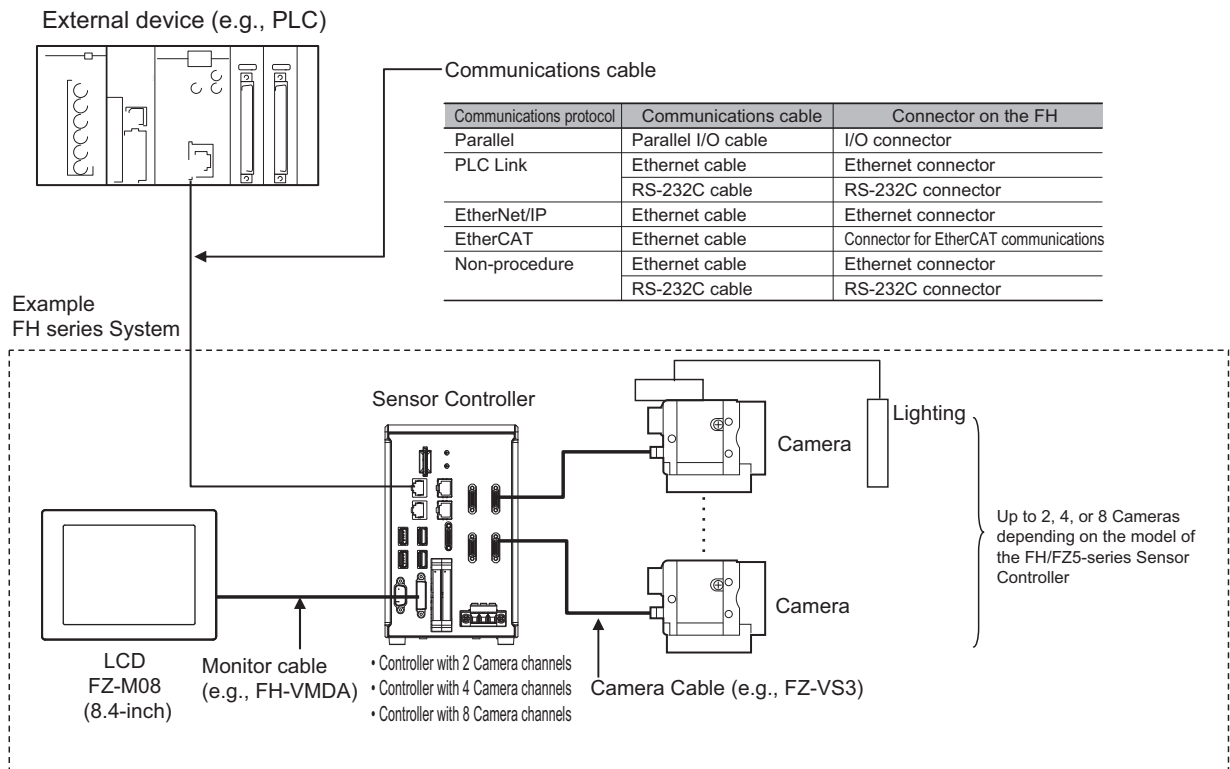 External device (e.g., PLC)
Communications cable
Communications protocol Communications cable Connector on the FH
Parallel Parallel I/O cable I/O connector
PLC Link Ethernet cable Ethernet connector
RS-232C cable RS-232C connector
EtherNet/IP Ethernet cable Ethernet connector
EtherCAT Ethernet cable Connector for EtherCAT communications
Non-procedure Ethernet cable Ethernet connector
RS-232C cable RS-232C connector
Example
FH series System
Sensor Controller
Camera
Lighting
Up to 2, 4, or 8 Cameras
depending on the model of
the FH/FZ5-series Sensor
Controller
Camera
LCD
FZ-M08
(8.4-inch)
Monitor cable
(e.g., FH-VMDA)
• Controller with 2 Camera channels
• Controller with 4 Camera channels
• Controller with 8 Camera channels
Camera Cable (e.g., FZ-VS3)